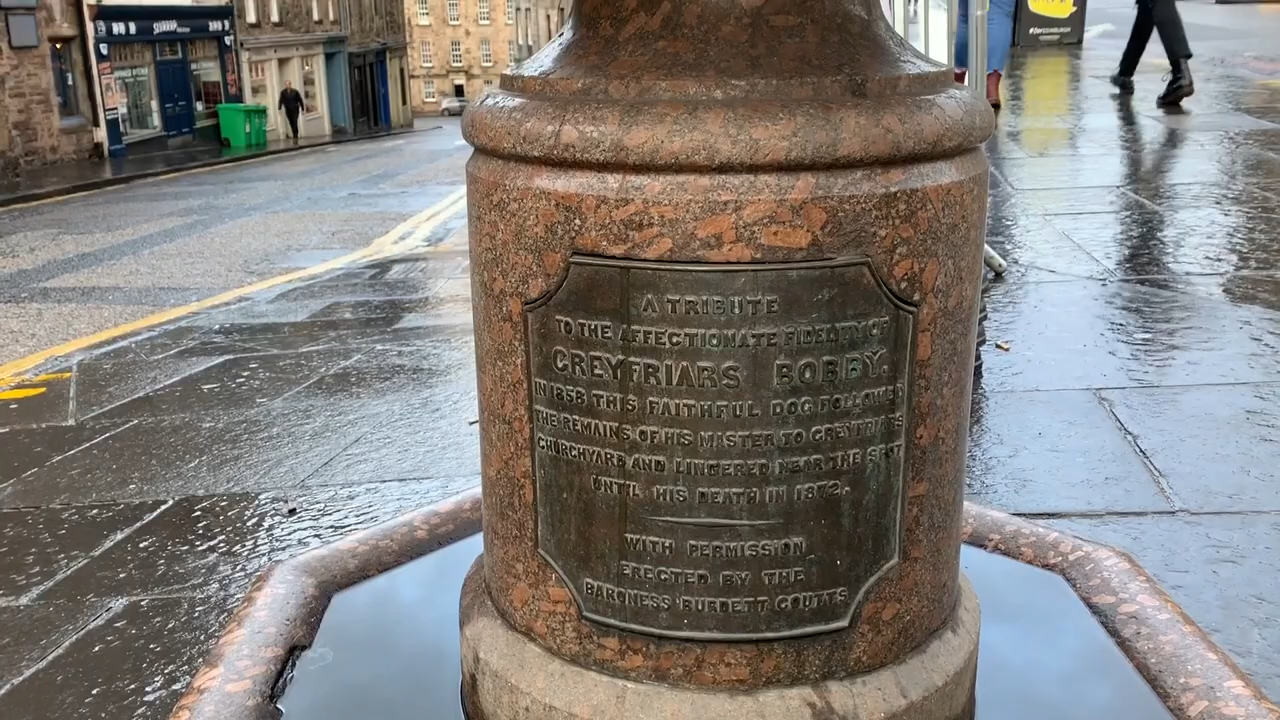 A TRIBUTE
TO THE AFFECTIONATE FIDELITY OF
GREYFRIARS BOBBY.
IN 1858 THIS FAITHFUL DOG FOLLOWED
THE REMAINS OF HIS MASTER TO GREYFRIARS
CHURCHYARD AND LINGERED NEAR THE SPOT
UNTIL HIS DEATH IN 1872.
WITH PERMISSION
ERECTED BY THE
BARONESS BURDETT COUTTS